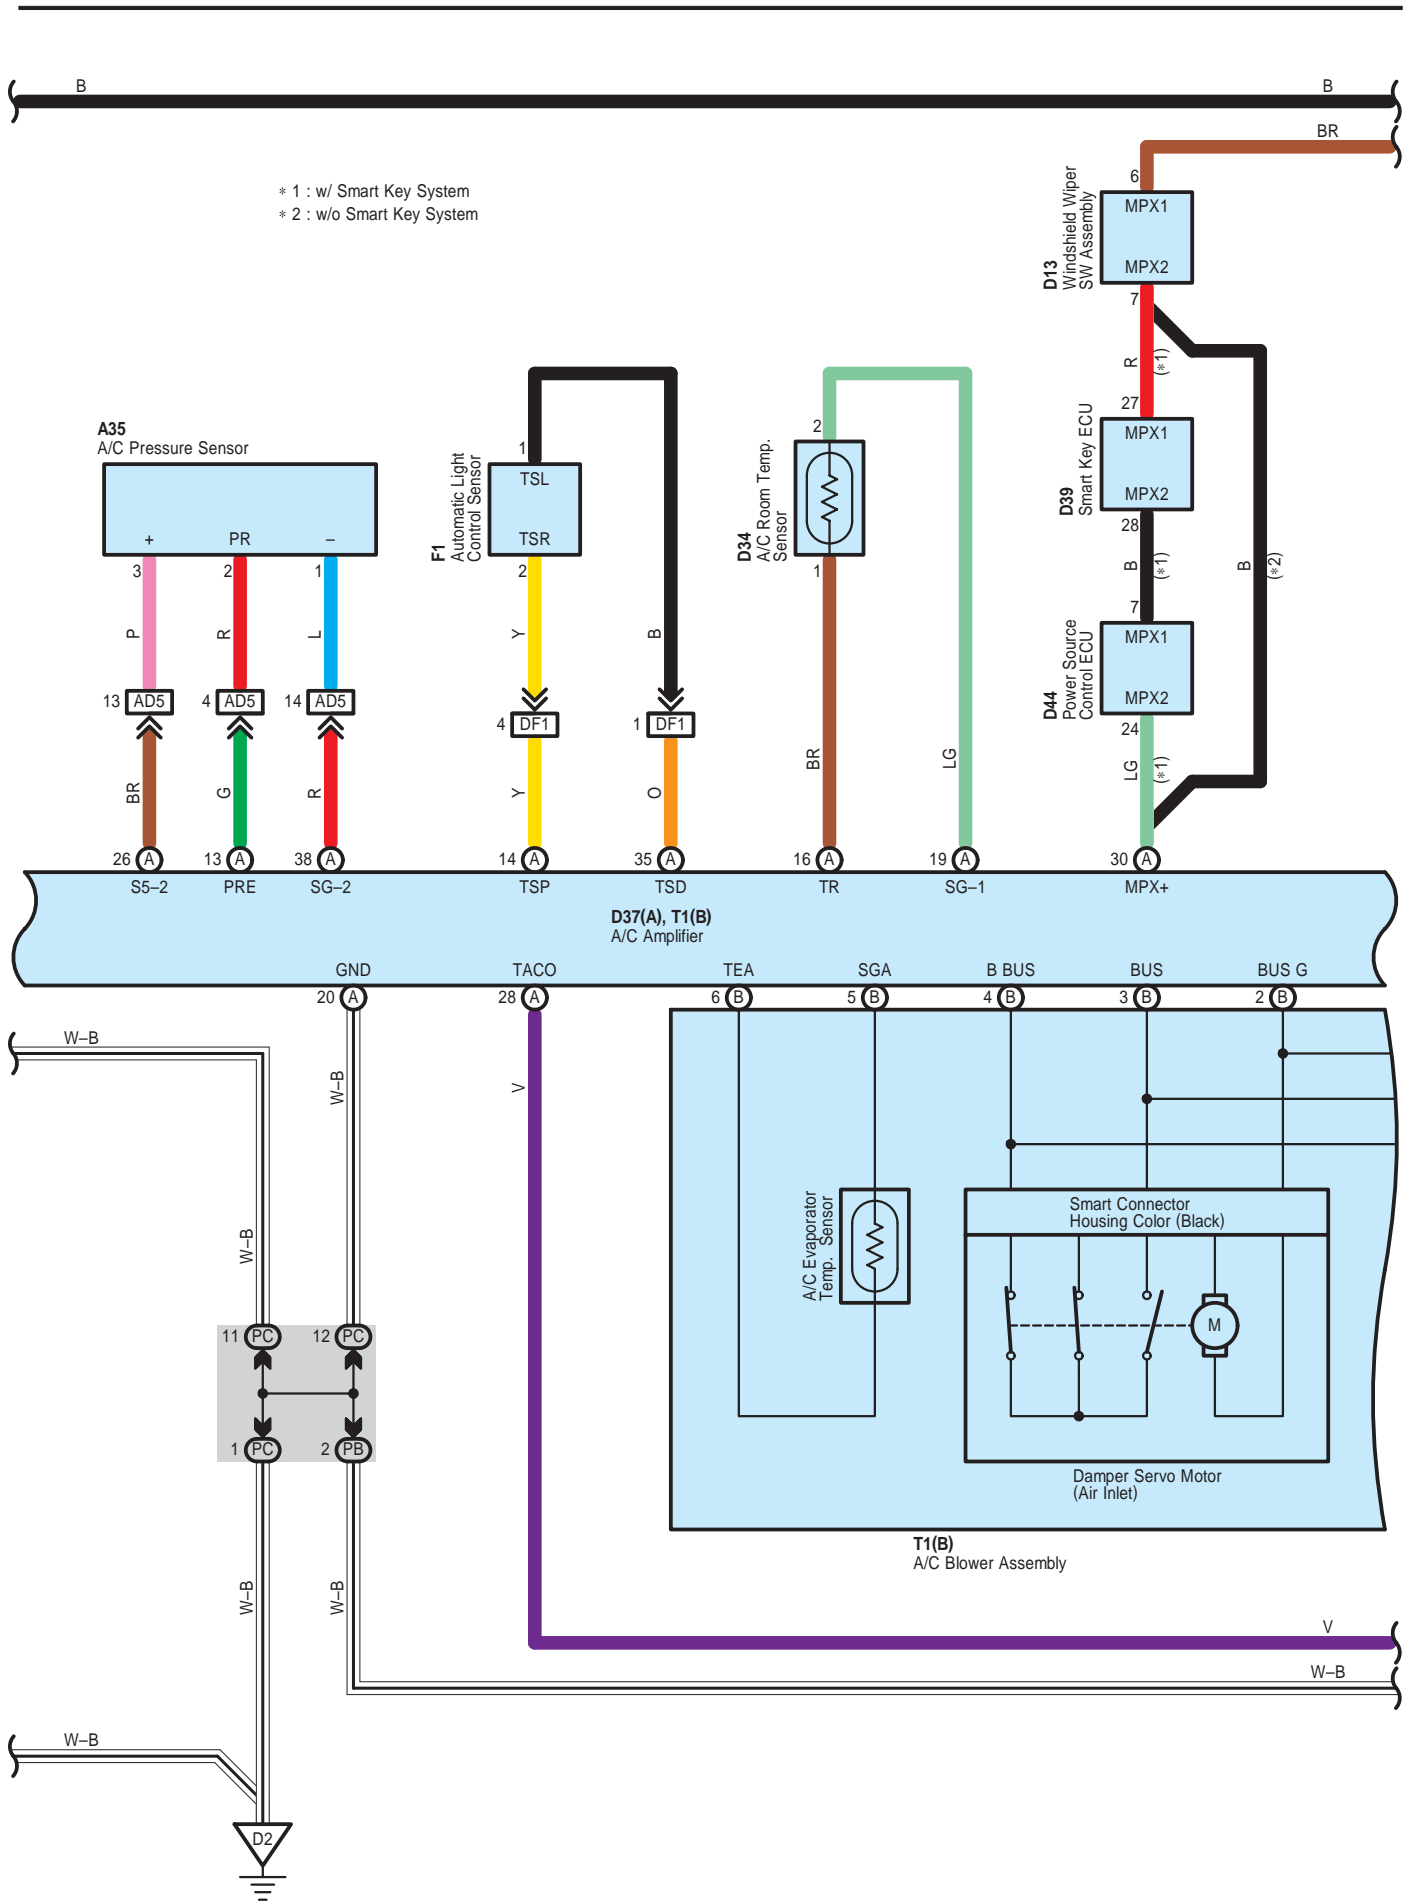 B
B
BR
* 1 : w/ Smart Key System
* 2 : w/o Smart Key System
6
MPX1
MPX2
D13
Windshield Wiper
SW Assembly
7
R
(*1)
27
MPX1
MPX2
D39
Smart Key ECU
28
B
(*1)
B
(*2)
7
MPX1
MPX2
D44
Power Source
Control ECU
24
LG
(*1)
A35
A/C Pressure Sensor
+
PR
–
3
2
1
P
R
L
13
AD5
4
AD5
14
AD5
BR
G
R
1
TSL
TSR
F1
Automatic Light
Control Sensor
2
Y
B
4
DF1
1
DF1
Y
O
2
D34
A/C Room Temp.
Sensor
1
BR
LG
26
A
13
A
38
A
14
A
35
A
16
A
19
A
30
A
S5–2
PRE
SG–2
TSP
TSD
TR
SG–1
MPX+
D37(A), T1(B)
A/C Amplifier
GND
TACO
TEA
SGA
B BUS
BUS
BUS G
20
A
28
A
6
B
5
B
4
B
3
B
2
B
W–B
W–B
V
W–B
A/C Evaporator
Temp. Sensor
Smart Connector
Housing Color (Black)
M
Damper Servo Motor
(Air Inlet)
11
PC
12
PC
1
PC
2
PB
T1(B)
A/C Blower Assembly
W–B
W–B
V
W–B
W–B
D2